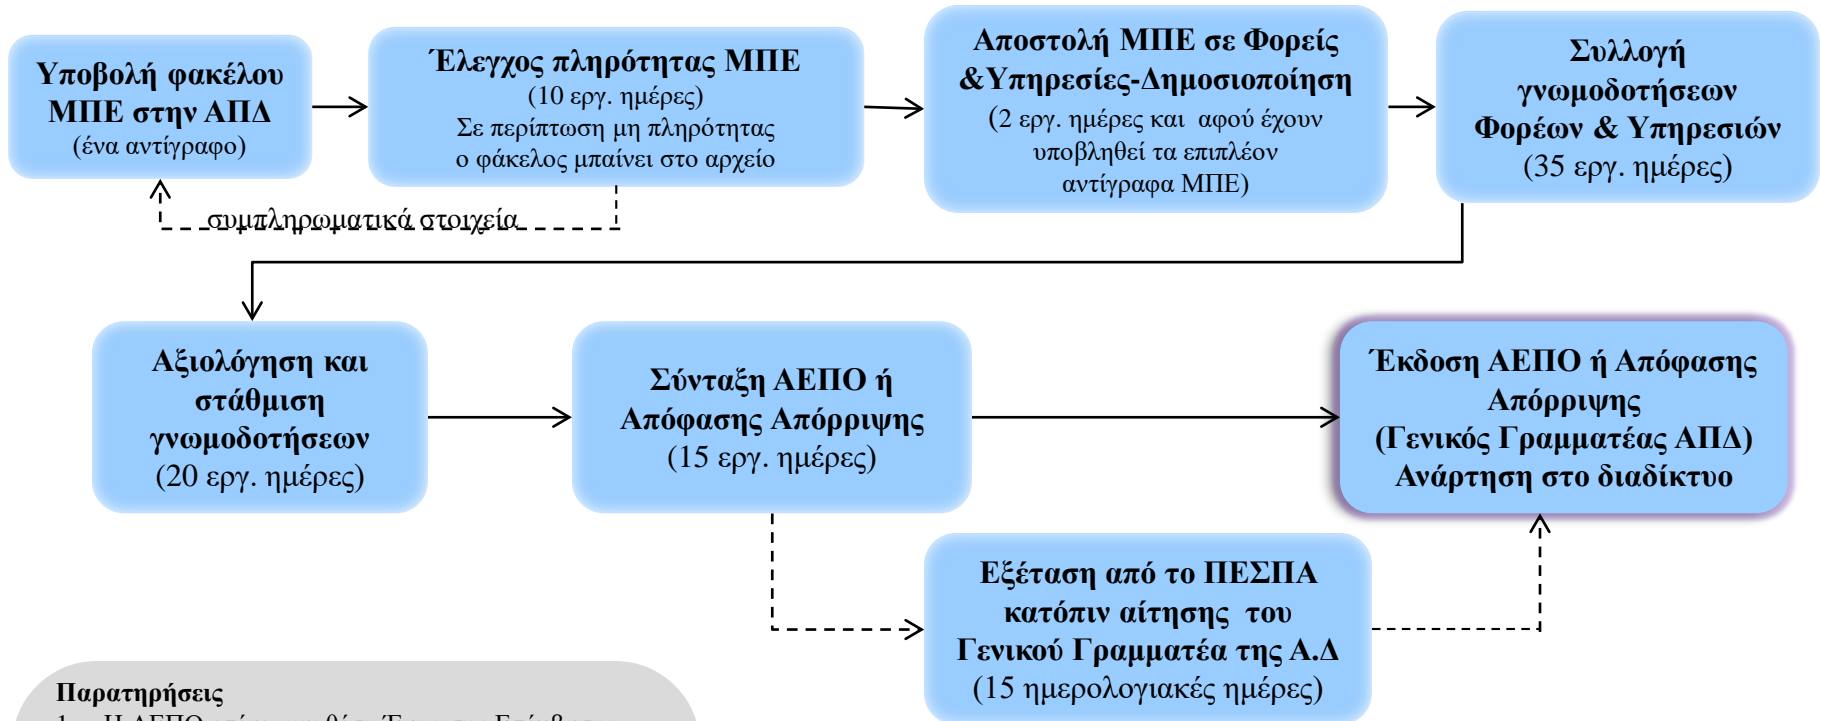 Υποβολή φακέλου
ΜΠΕ στην ΑΠΔ
(ένα αντίγραφο)
Έλεγχος πληρότητας ΜΠΕ
(10 εργ. ημέρες)
Σε περίπτωση μη πληρότητας
ο φάκελος μπαίνει στο αρχείο
Αποστολή ΜΠΕ σε Φορείς
&Υπηρεσίες-Δημοσιοποίηση
(2 εργ. ημέρες και αφού έχουν
υποβληθεί τα επιπλέον
αντίγραφα ΜΠΕ)
Συλλογή
γνωμοδοτήσεων
Φορέων & Υπηρεσιών
(35 εργ. ημέρες)
συμπληρωματικά στοιχεία
Αξιολόγηση και
στάθμιση
γνωμοδοτήσεων
(20 εργ. ημέρες)
Σύνταξη ΑΕΠΟ ή
Απόφασης Απόρριψης
(15 εργ. ημέρες)
Έκδοση ΑΕΠΟ ή Απόφασης
Απόρριψης
(Γενικός Γραμματέας ΑΠΔ)
Ανάρτηση στο διαδίκτυο
Εξέταση από το ΠΕΣΠΑ
κατόπιν αίτησης του
Γενικού Γραμματέα της Α.Δ
(15 ημερολογιακές ημέρες)
Παρατηρήσεις